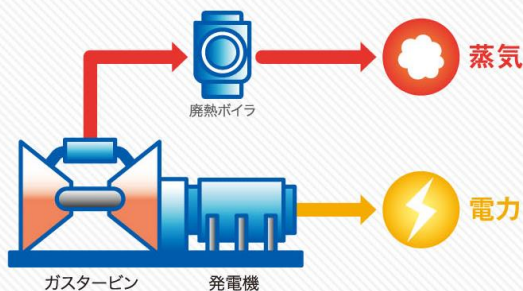 蒸気
廃熱ボイラ
電力
ガスタービン
発電機